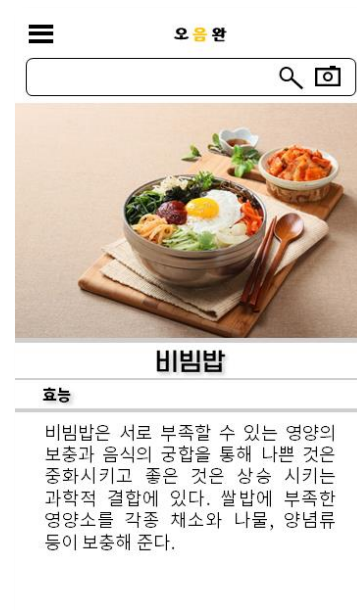 오음완
비빔밥
효능
비빔밥은 서로 부족할 수 있는 영양의
보충과 음식의 궁합을 통해 나쁜 것은
중화시키고 좋은 것은 상승 시키는
과학적 결합에 있다. 쌀밥에 부족한
영양소를 각종 채소와 나물, 양념류
등이 보충해 준다.